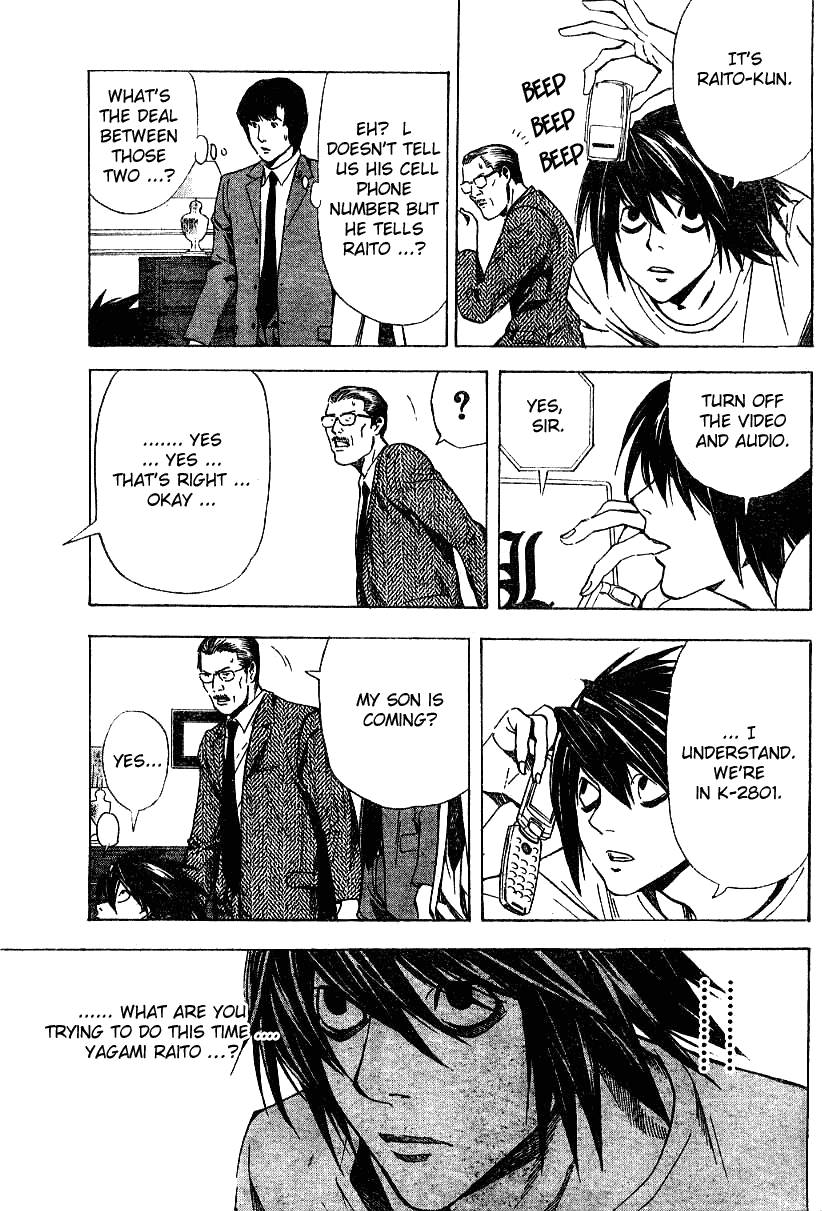 IT'S
RAITO-KUN.
BEEP
BEEP
BEEP
EH? L
DOESN'T TELL
US HIS CELL
PHONE
NUMBER BUT
HE TELLS
RAITO ...?
WHAT'S
THE DEAL
BETWEEN
THOSE
TWO ...?
TURN OFF
THE VIDEO
AND AUDIO.
YES,
SIR.
L
?
....... YES
... YES ...
THAT'S RIGHT ...
OKAY ...
... I
UNDERSTAND.
WE'RE
IN K-2801.
MY SON IS
COMING?
YES...
...... WHAT ARE YOU
TRYING TO DO THIS TIME ....
YAGAMI RAITO ...?